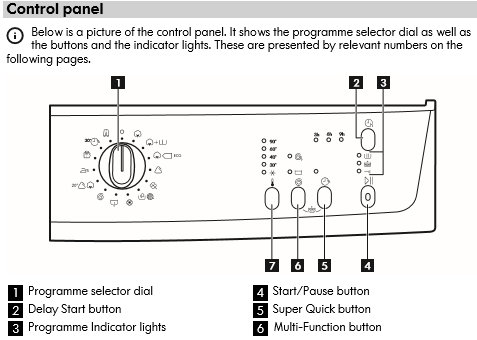 Control panel
Below is a picture of the control panel. It shows the programme selector dial as well as
the buttons and the indicator lights. These are presented by relevant numbers on the
following pages.
1 2 3
3h 6h 9h
90°
60°
40°
30°
30°
ECO
20°
7 6 5 4
1 Programme selector dial
2 Delay Start button
3 Programme Indicator lights
4 Start/Pause button
5 Super Quick button
6 Multi-Function button